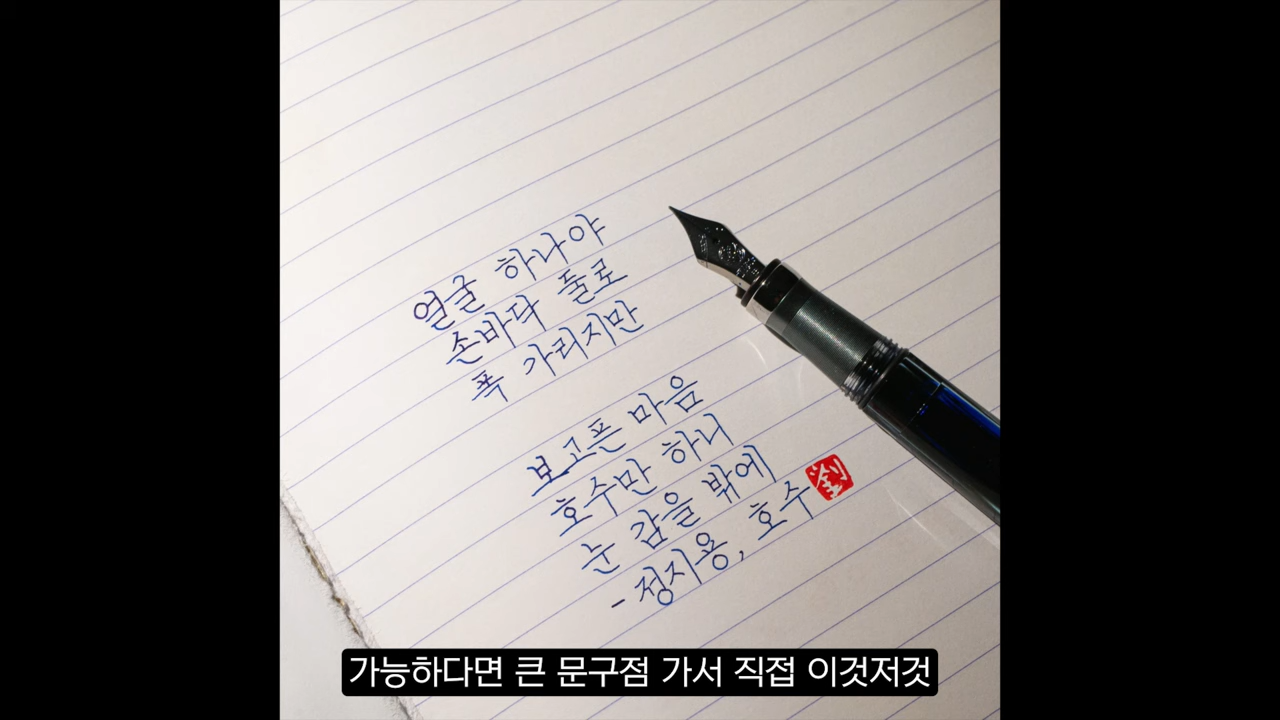 얼굴 하나야
손바닥 둘로
폭 가리지만
보고픈 마음
호수만 하니
눈 감을 밖에
- 정지용, 호수
劉
가능하다면 큰 문구점 가서 직접 이것저것